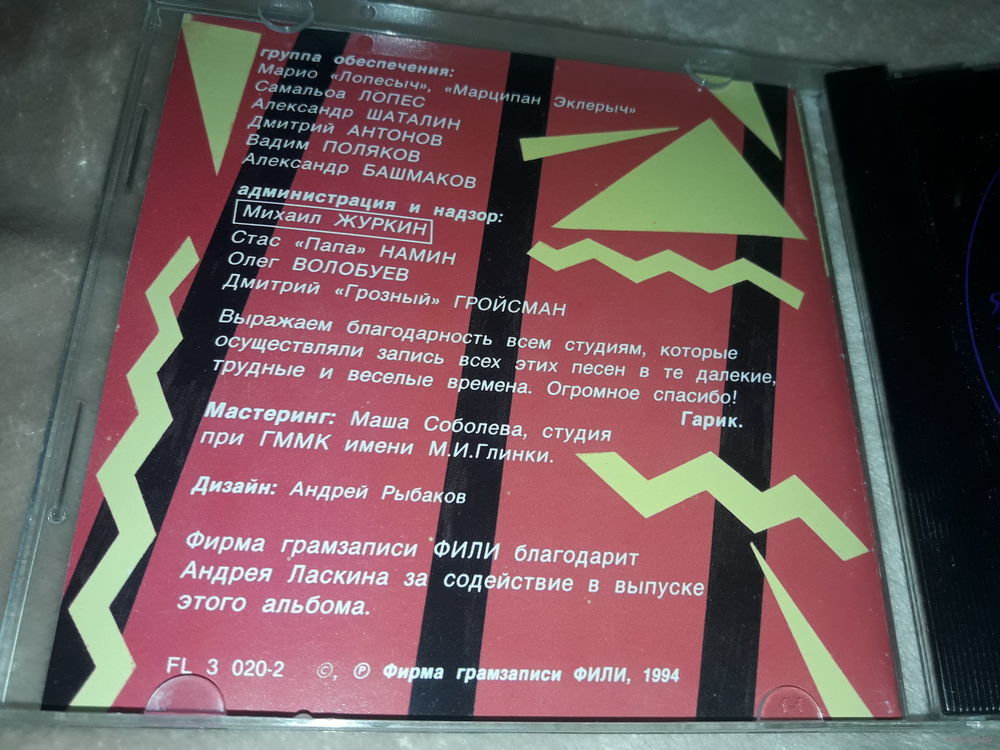 группа обеспечения:
Марио «Лопесыч», «Марципан Эклерыч»
Самальоа ЛОПЕС
Александр ШАТАЛИН
Дмитрий АНТОНОВ
Вадим ПОЛЯКОВ
Александр БАШМАКОВ
администрация и надзор:
Михаил ЖУРКИН
Стас «Папа» НАМИН
Олег ВОЛОБУЕВ
Дмитрий «Грозный» ГРОЙСМАН
Выражаем благодарность всем студиям, которые
осуществляли запись всех этих песен в те далекие,
трудные и веселые времена. Огромное спасибо!
Гарик.
Мастеринг: Маша Соболева, студия
при ГММК имени М.И.Глинки.
Дизайн: Андрей Рыбаков
Фирма грамзаписи ФИЛИ благодарит
Андрея Ласкина за содействие в выпуске
этого альбома.
FL 3 020-2 ©, ℗ Фирма грамзаписи ФИЛИ, 1994